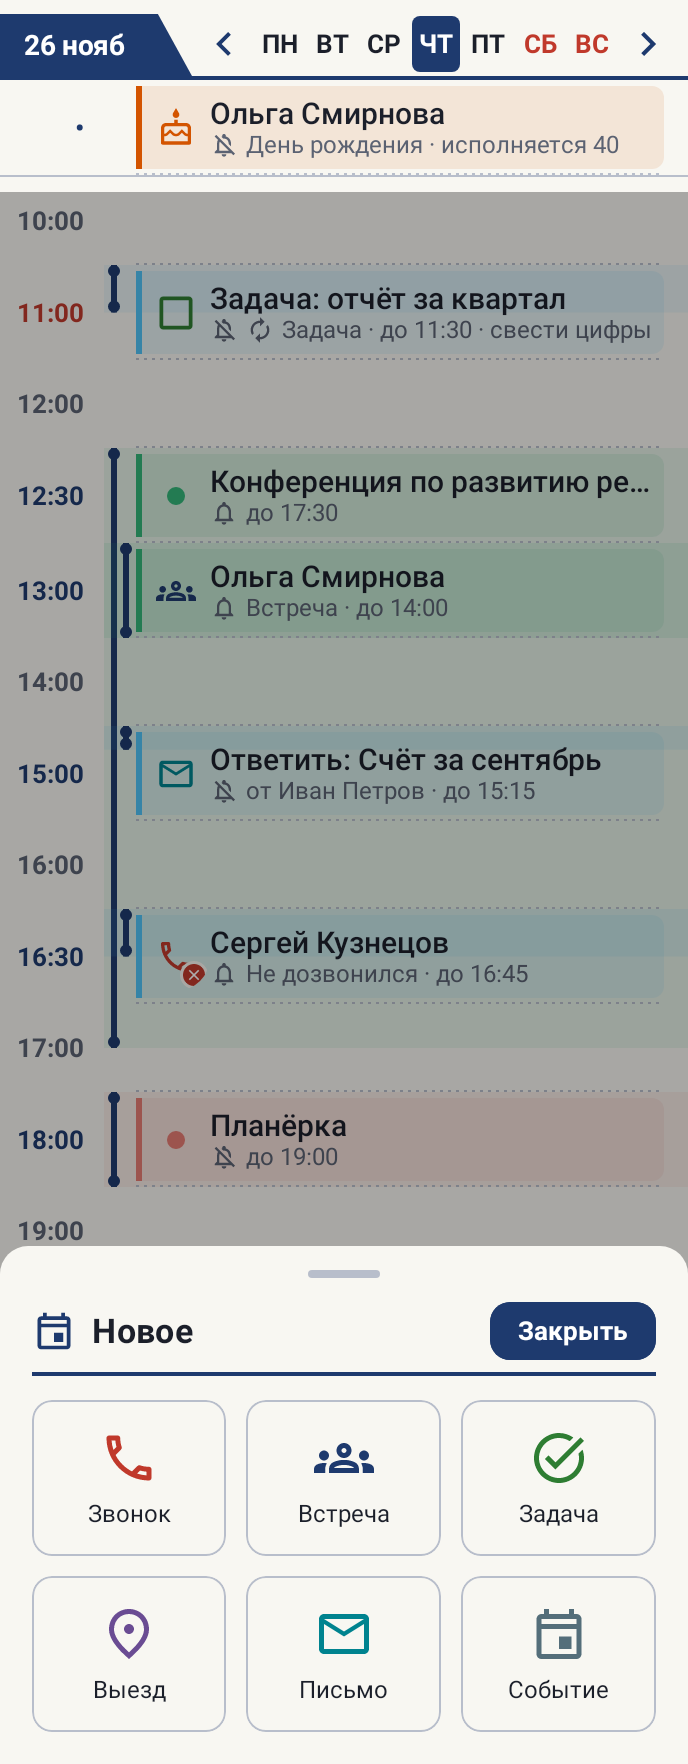 26 нояб
ПН ВТ СР ЧТ ПТ СБ ВС
Ольга Смирнова
День рождения · исполняется 40
10:00
11:00
Задача: отчёт за квартал
Задача · до 11:30 · свести цифры
12:00
12:30
Конференция по развитию ре…
до 17:30
13:00
Ольга Смирнова
Встреча · до 14:00
14:00
15:00
Ответить: Счёт за сентябрь
от Иван Петров · до 15:15
16:00
16:30
Сергей Кузнецов
Не дозвонился · до 16:45
17:00
18:00
Планёрка
до 19:00
19:00
Новое
Закрыть
Звонок
Встреча
Задача
Выезд
Письмо
Событие